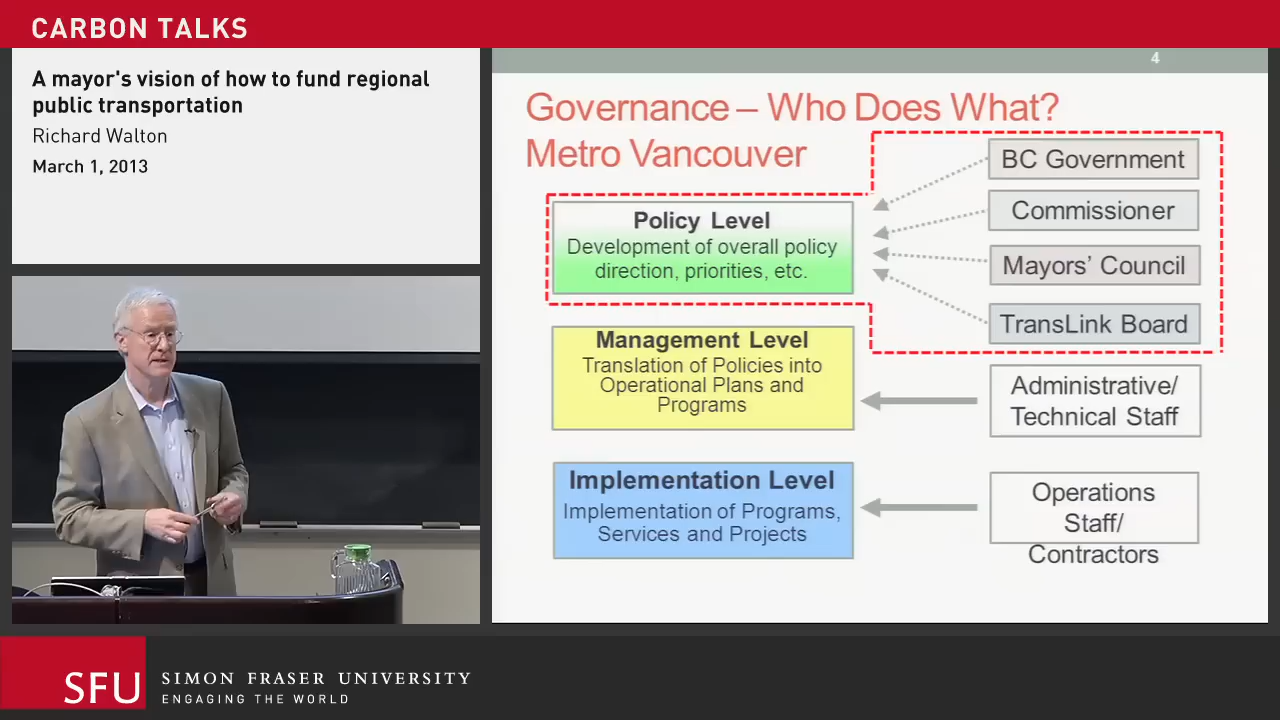 CARBON TALKS
A mayor's vision of how to fund regional
public transportation
Richard Walton
March 1, 2013
4
Governance – Who Does What?
Metro Vancouver
Policy Level
Development of overall policy
direction, priorities, etc.
Management Level
Translation of Policies into
Operational Plans and
Programs
Implementation Level
Implementation of Programs,
Services and Projects
BC Government
Commissioner
Mayors' Council
TransLink Board
Administrative/
Technical Staff
Operations
Staff/
Contractors
SFU
SIMON FRASER UNIVERSITY
ENGAGING THE WORLD